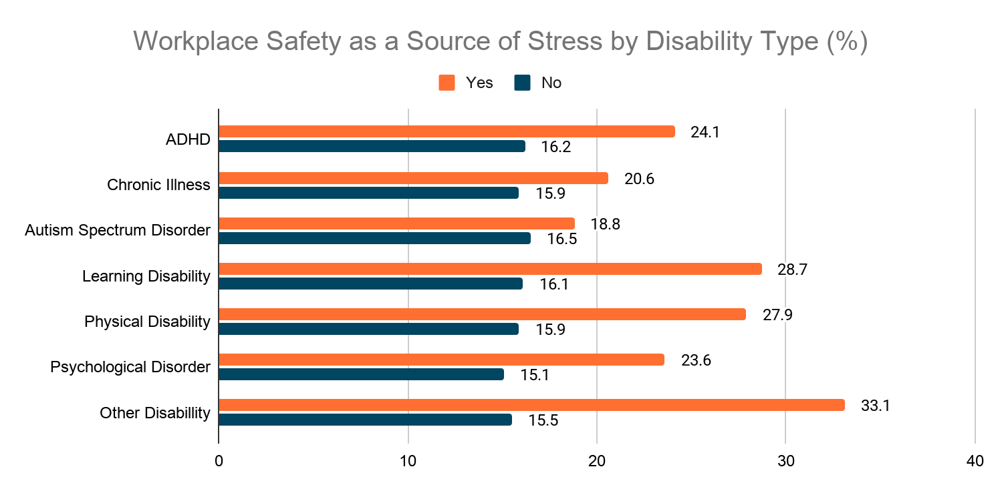 Workplace Safety as a Source of Stress by Disability Type (%)
Yes No
ADHD 24.1
16.2
Chronic Illness 20.6
15.9
Autism Spectrum Disorder 18.8
16.5
Learning Disability 28.7
16.1
Physical Disability 27.9
15.9
Psychological Disorder 23.6
15.1
Other Disabillity 33.1
15.5
0 10 20 30 40